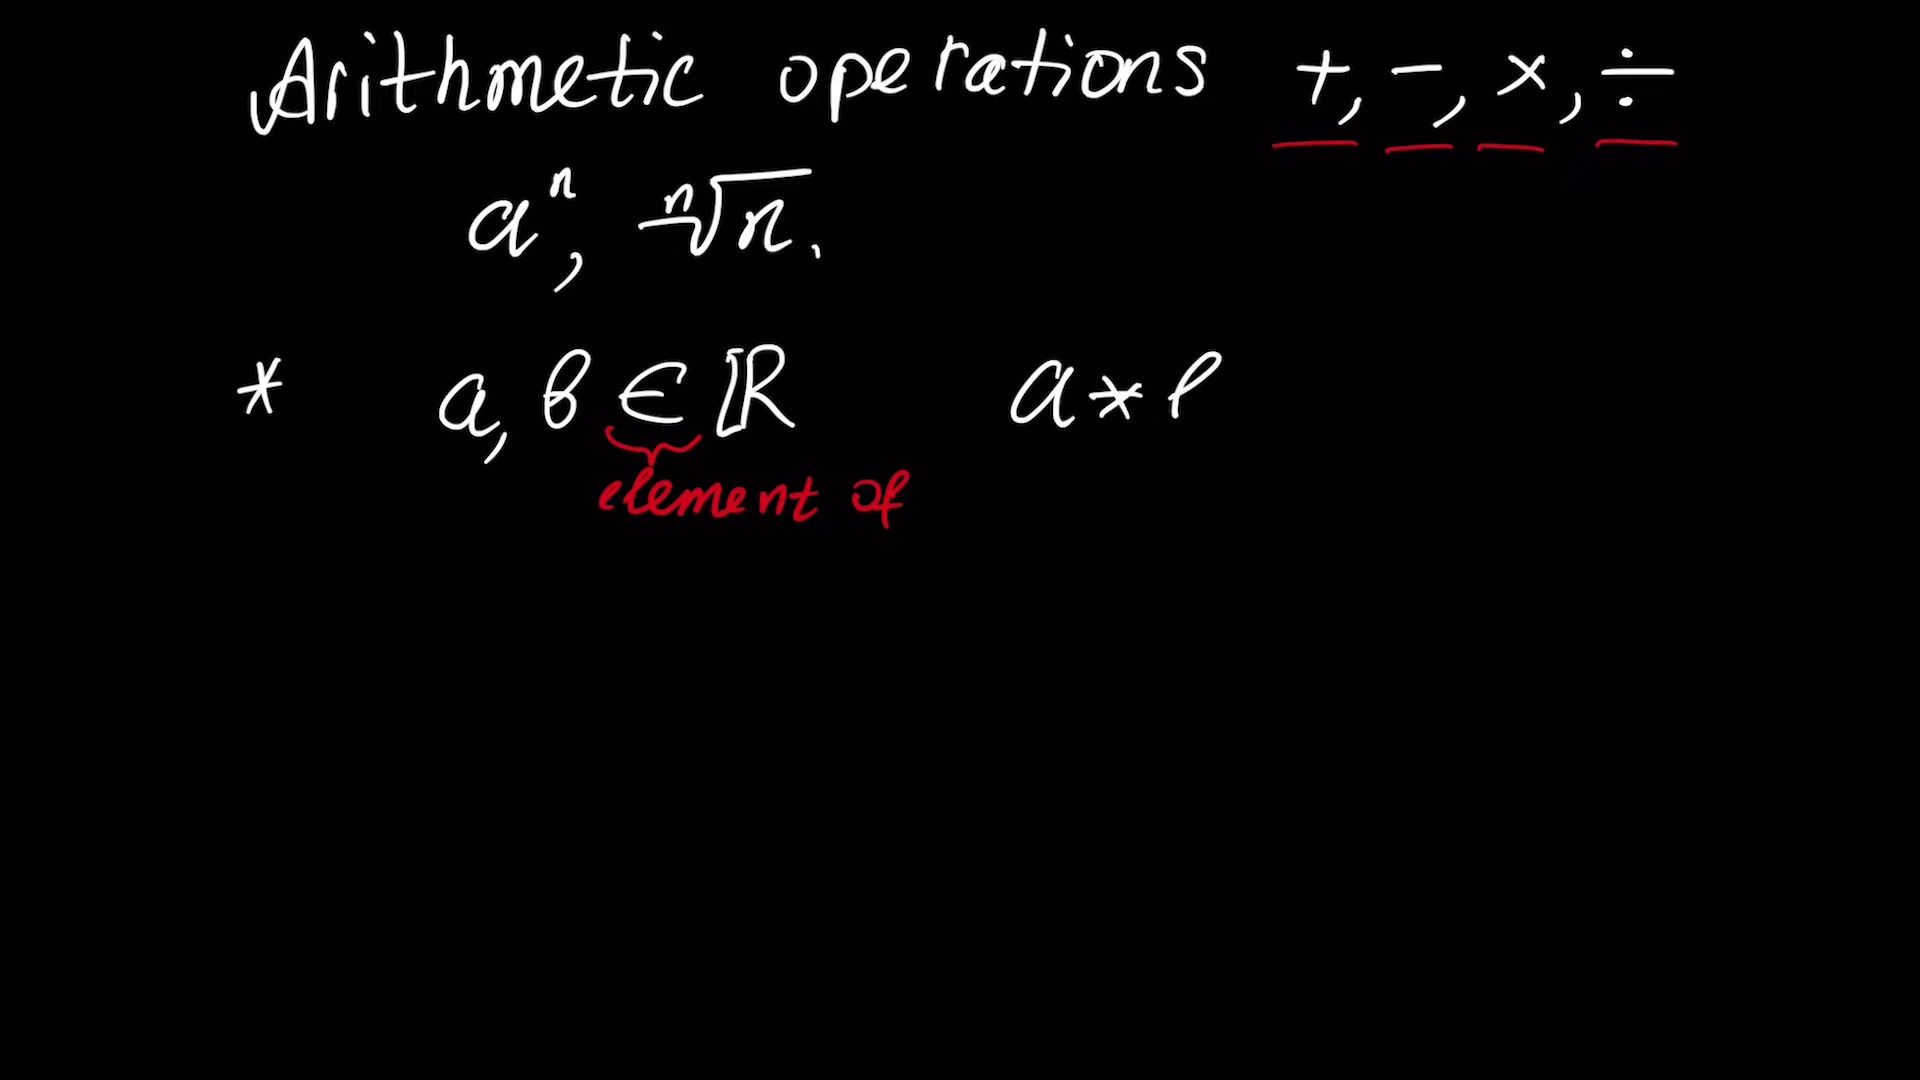 Arithmetic operations +, -, ×, ÷
aⁿ, ⁿ√n.
* a, b ∈ ℝ a * 
element of